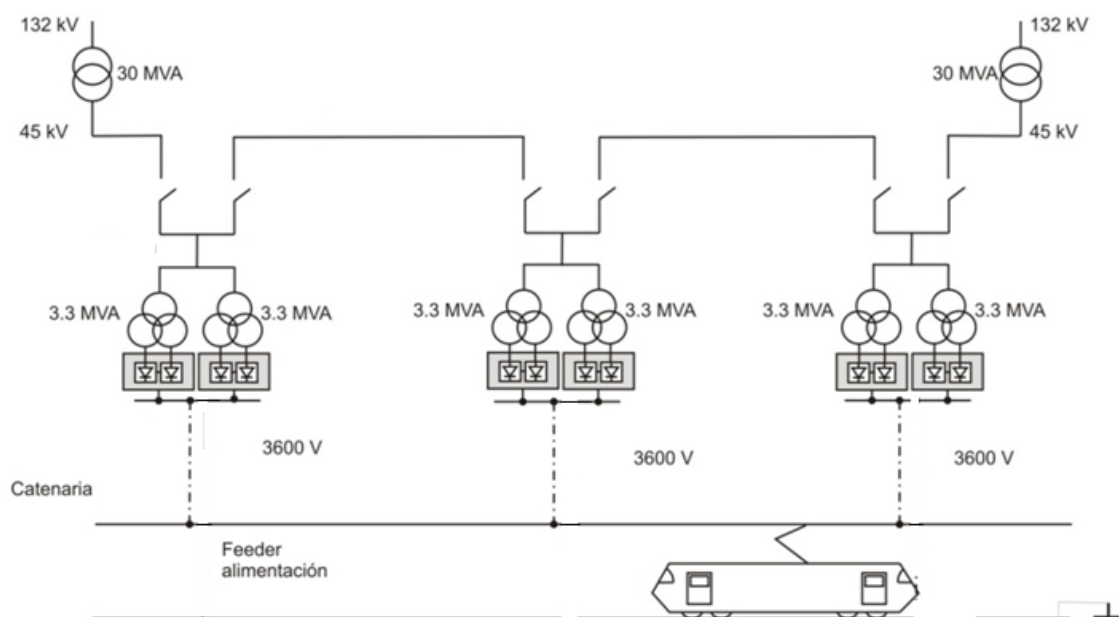 132 kV
132 kV
30 MVA
30 MVA
45 kV
45 kV
3.3 MVA
3.3 MVA
3.3 MVA
3.3 MVA
3.3 MVA
3.3 MVA
3600 V
3600 V
3600 V
Catenaria
Feeder
alimentación